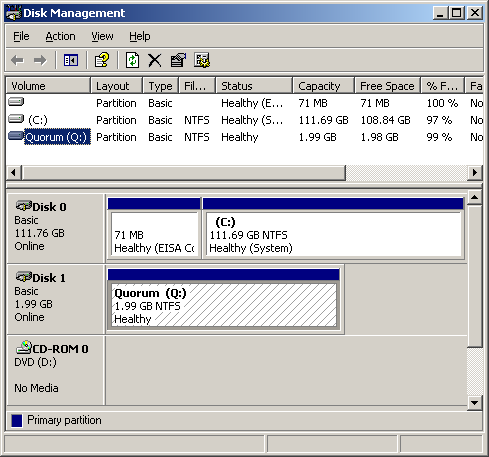 Disk Management
File Action View Help
Volume Layout Type Fil... Status Capacity Free Space % F... Fa
Partition Basic Healthy (E... 71 MB 71 MB 100 % No
(C:) Partition Basic NTFS Healthy (S... 111.69 GB 108.84 GB 97 % No
Quorum (Q:) Partition Basic NTFS Healthy 1.99 GB 1.98 GB 99 % No
Disk 0
Basic
111.76 GB
Online
71 MB
Healthy (EISA Co
(C:)
111.69 GB NTFS
Healthy (System)
Disk 1
Basic
1.99 GB
Online
Quorum (Q:)
1.99 GB NTFS
Healthy
CD-ROM 0
DVD (D:)
No Media
Primary partition